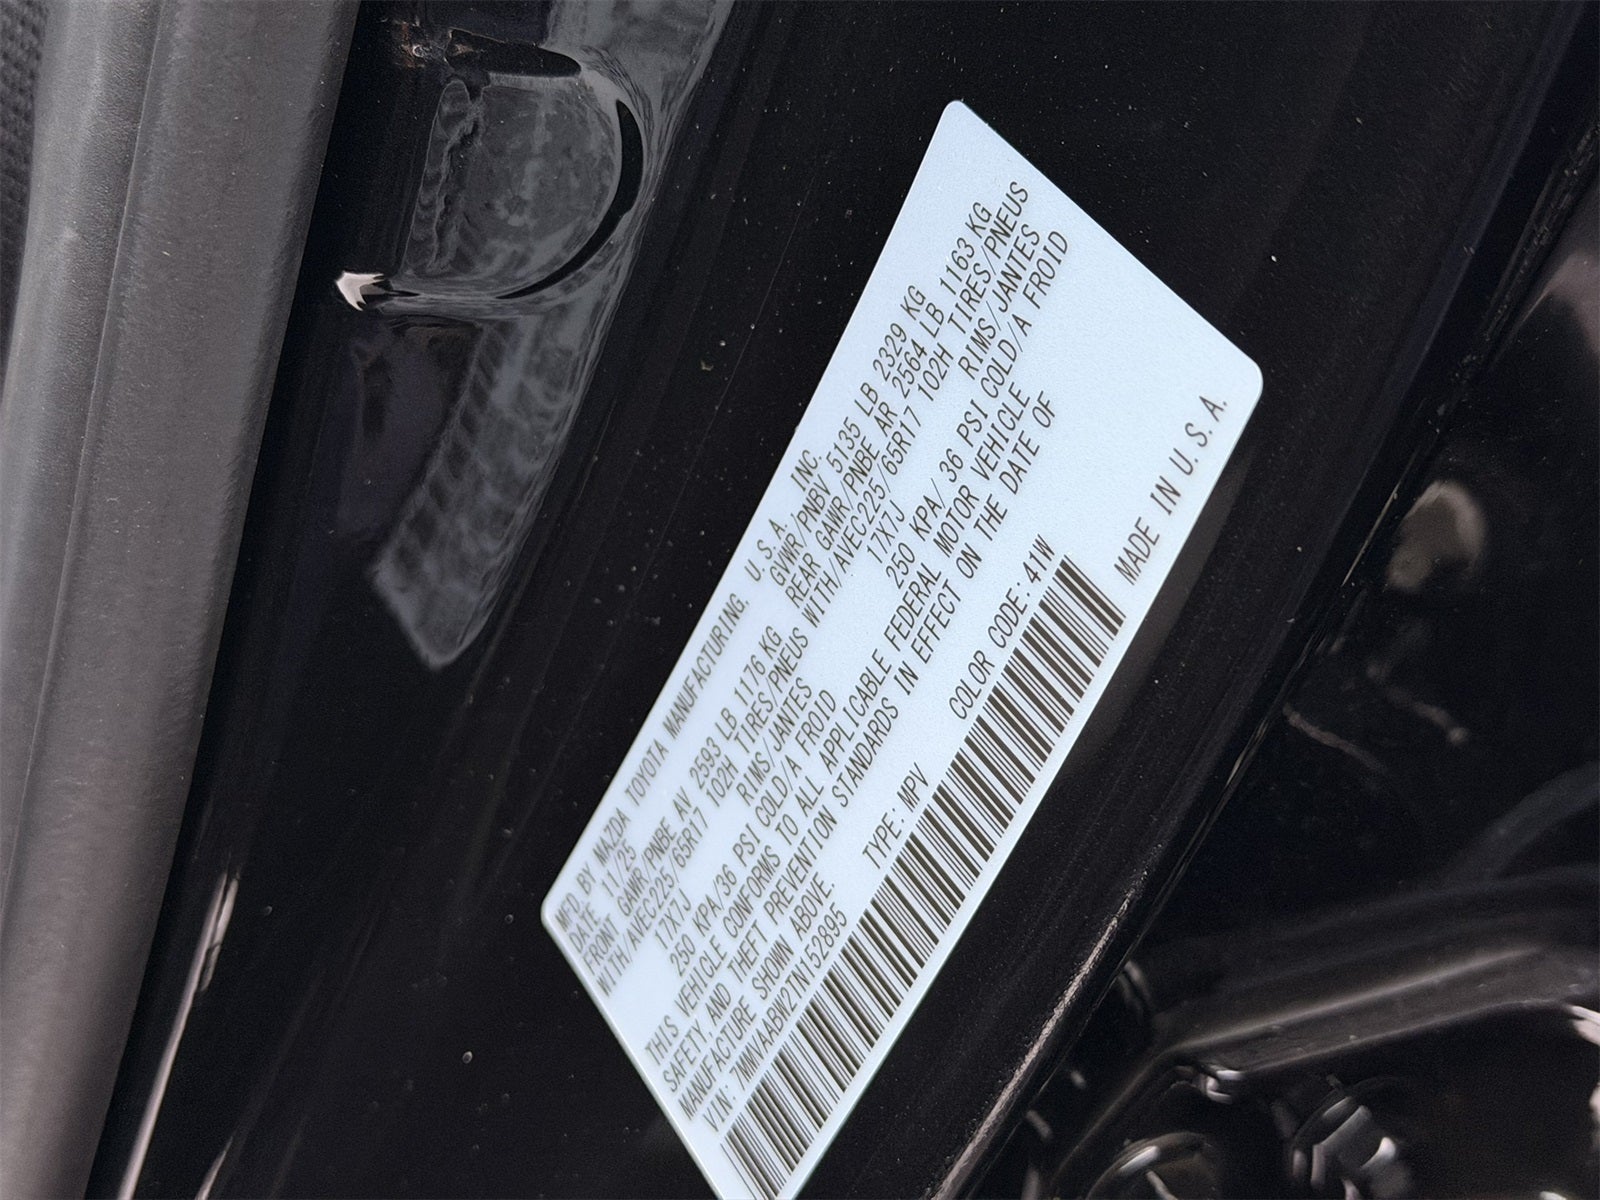 MFD. BY MAZDA TOYOTA MANUFACTURING, U.S.A., INC.
DATE 11/25 GVWR/PNBV 5135 LB 2329 KG
FRONT GAWR/PNBE AV 2593 LB 1176 KG REAR GAWR/PNBE AR 2564 LB 1163 KG
WITH/AVEC225/65R17 102H TIRES/PNEUS WITH/AVEC225/65R17 102H TIRES/PNEUS
17X7J RIMS/JANTES 17X7J RIMS/JANTES
250 KPA/36 PSI COLD/A FROID 250 KPA/ 36 PSI COLD/A FROID
THIS VEHICLE CONFORMS TO ALL APPLICABLE FEDERAL MOTOR VEHICLE
SAFETY, AND THEFT PREVENTION STANDARDS IN EFFECT ON THE DATE OF
MANUFACTURE SHOWN ABOVE.
VIN: 7MMVAABW2TN152895 TYPE: MPV COLOR CODE: 41W
MADE IN U.S.A.